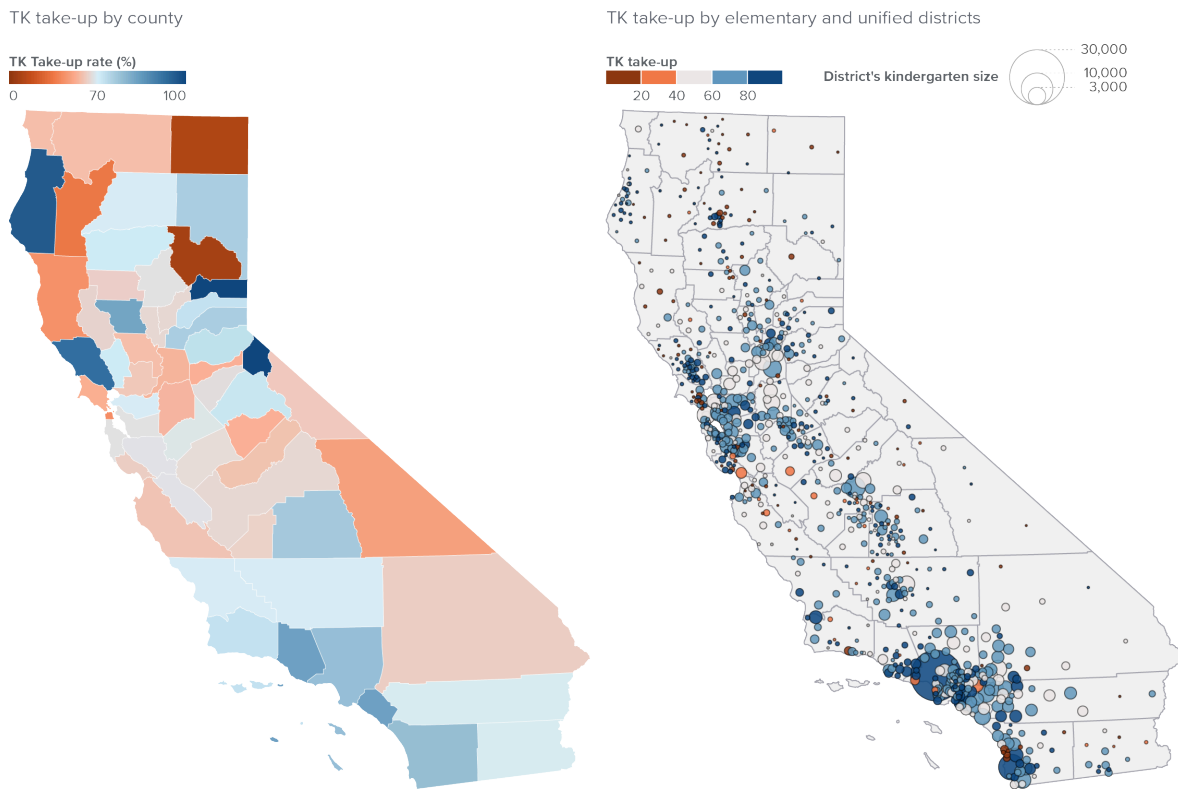 TK take-up by county
TK Take-up rate (%)
0 70 100
TK take-up by elementary and unified districts
TK take-up
20 40 60 80
District's kindergarten size
30,000
10,000
3,000